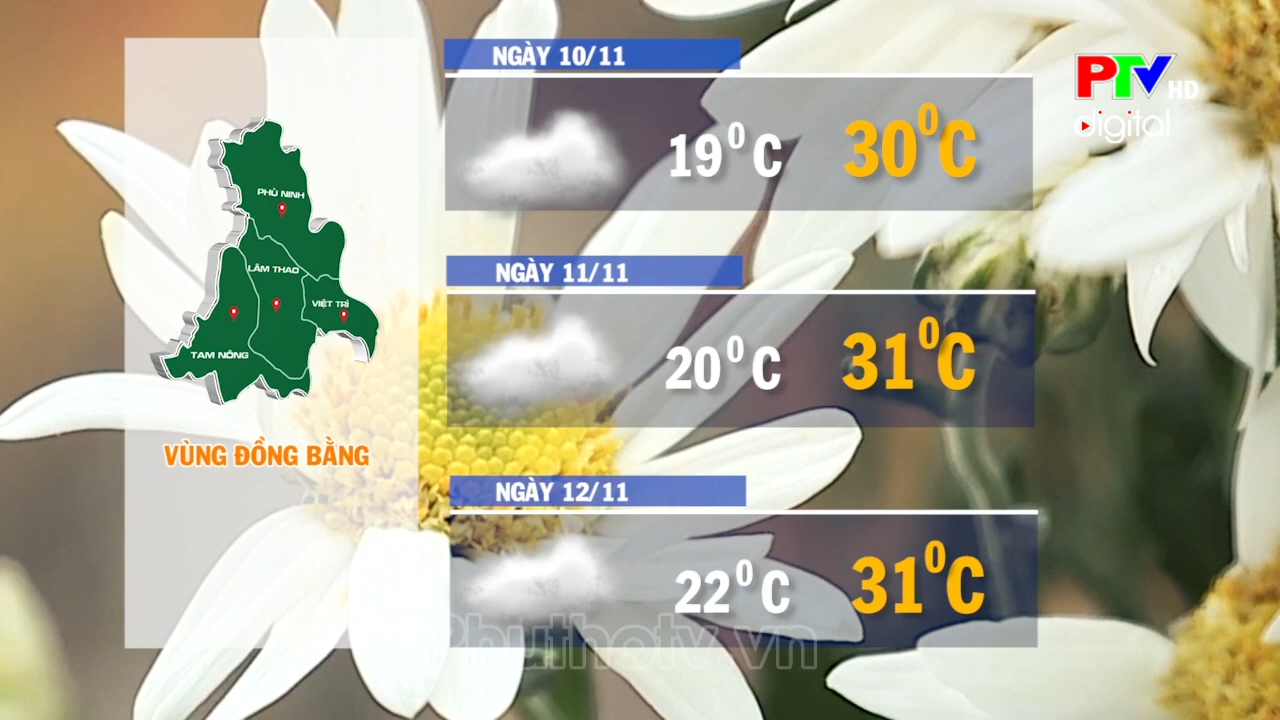 NGÀY 10/11
19⁰C 30⁰C
PTV HD
digital
PHÙ NINH
LÂM THAO
VIỆT TRÌ
TAM NÔNG
VÙNG ĐỒNG BẰNG
NGÀY 11/11
20⁰C 31⁰C
NGÀY 12/11
22⁰C 31⁰C
Phuthotv.vn